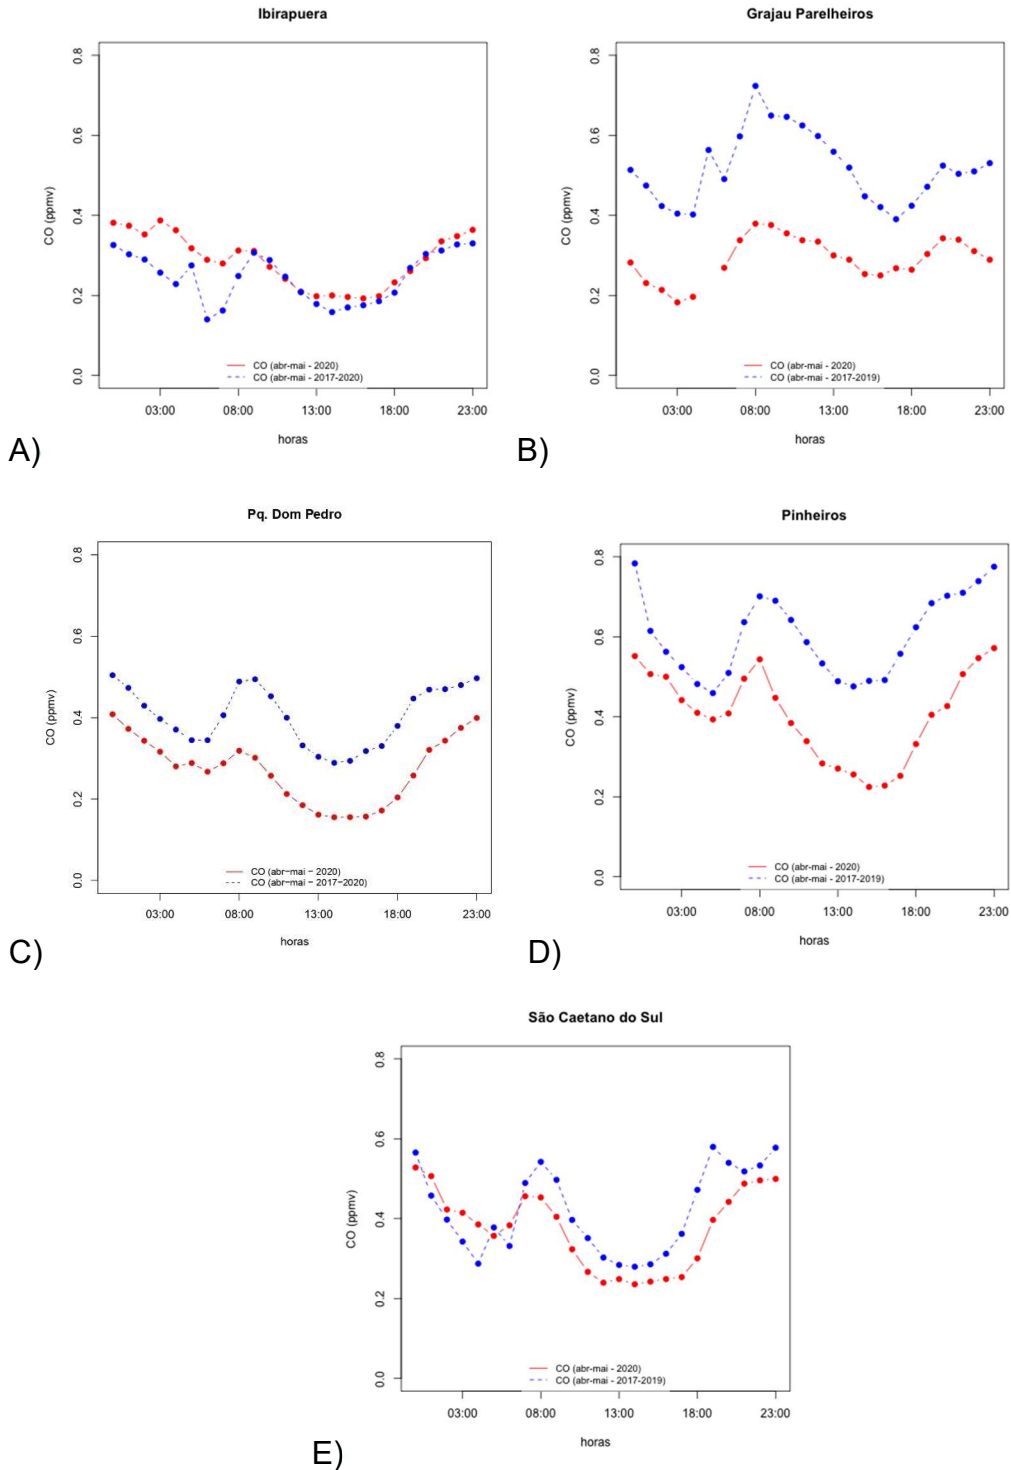 Ibirapuera
CO (ppmv)
0.8
0.6
0.4
0.2
0.0
CO (abr-mai - 2020)
CO (abr-mai - 2017-2020)
03:00 08:00 13:00 18:00 23:00
horas
A)
Grajau Parelheiros
CO (ppmv)
0.8
0.6
0.4
0.2
0.0
CO (abr-mai - 2020)
CO (abr-mai - 2017-2019)
03:00 08:00 13:00 18:00 23:00
horas
B)
Pq. Dom Pedro
CO (ppmv)
0.8
0.6
0.4
0.2
0.0
CO (abr-mai - 2020)
CO (abr-mai - 2017-2020)
03:00 08:00 13:00 18:00 23:00
horas
C)
Pinheiros
CO (ppmv)
0.8
0.6
0.4
0.2
0.0
CO (abr-mai - 2020)
CO (abr-mai - 2017-2019)
03:00 08:00 13:00 18:00 23:00
horas
D)
São Caetano do Sul
CO (ppmv)
0.8
0.6
0.4
0.2
0.0
CO (abr-mai - 2020)
CO (abr-mai - 2017-2019)
03:00 08:00 13:00 18:00 23:00
horas
E)